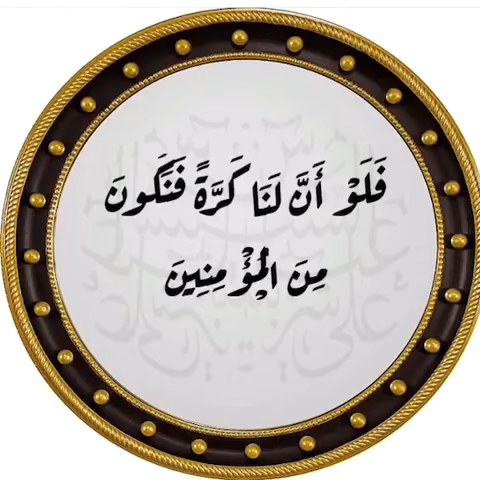 فَلَوْ أَنَّ لَنَا كَرَّةً فَنَكُونَ
مِنَ الْمُؤْمِنِينَ